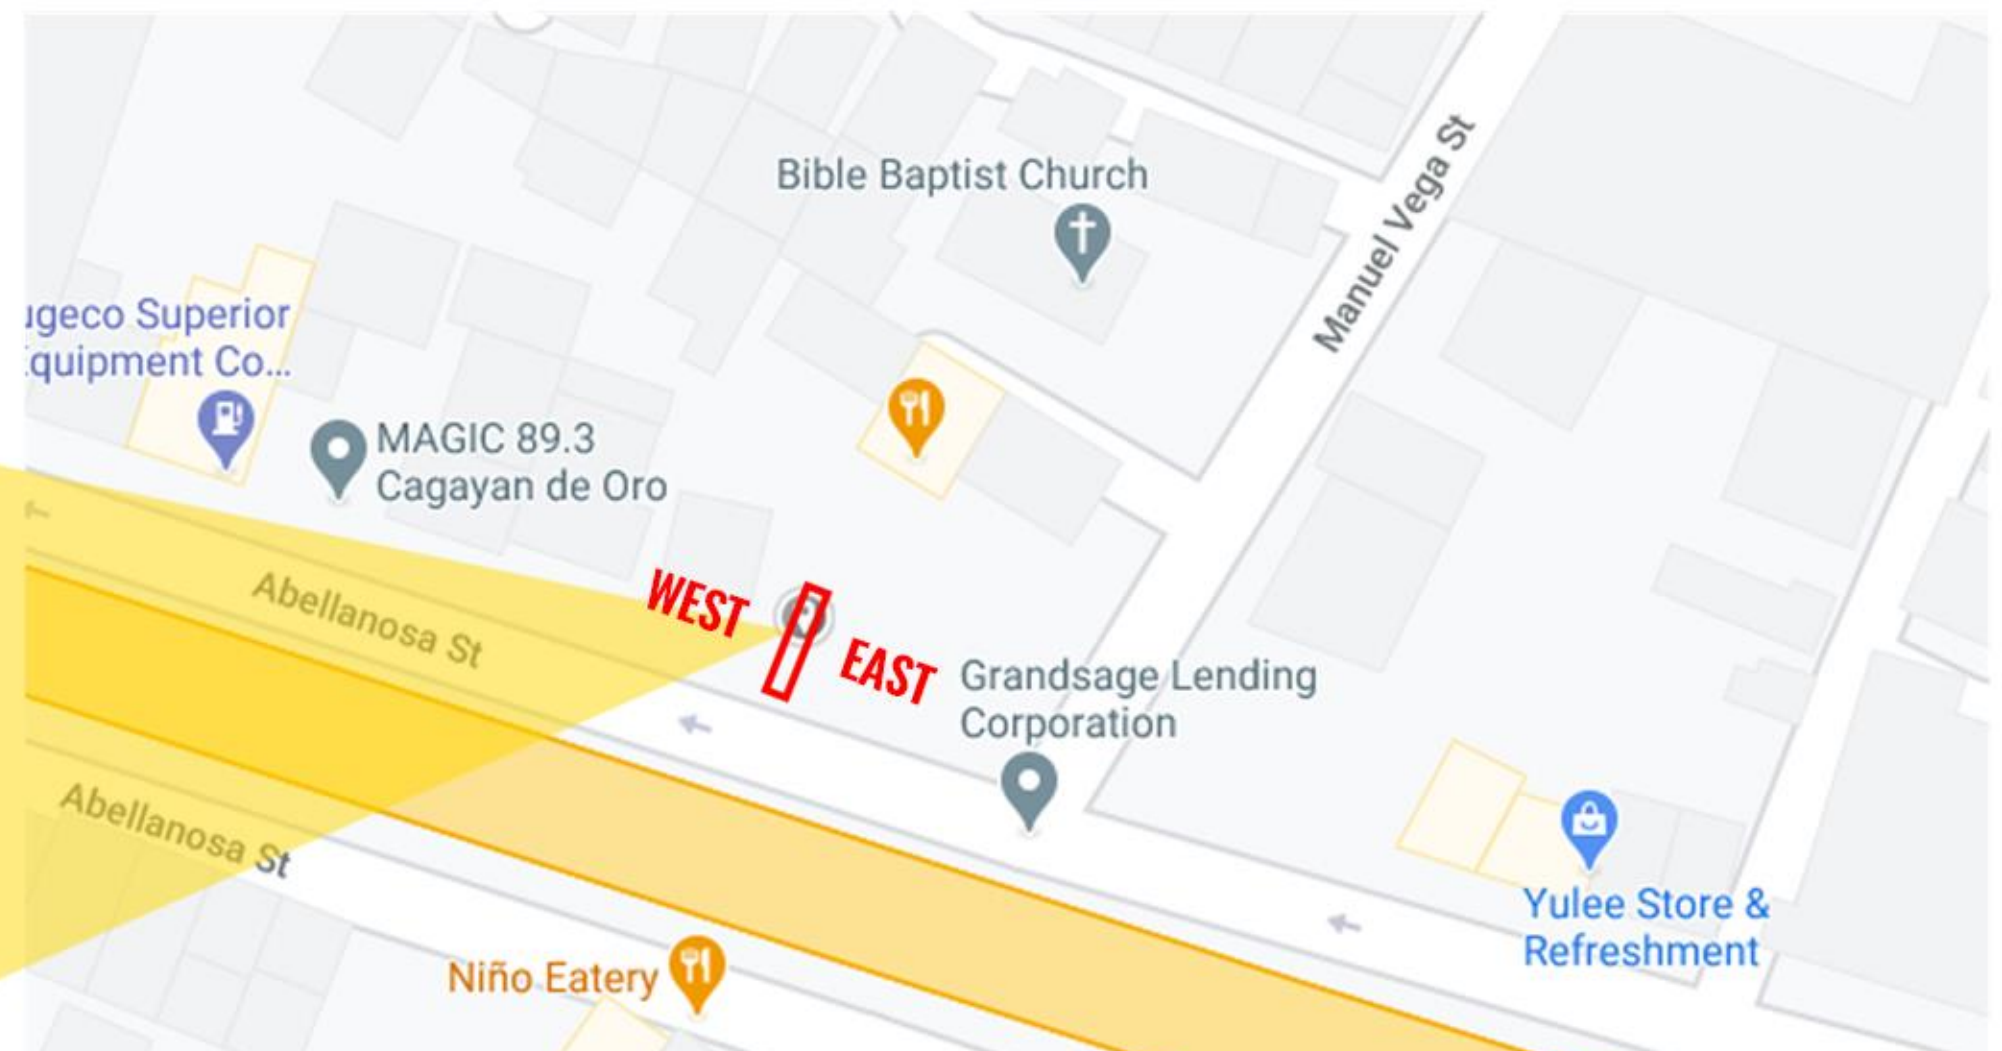 Bible Baptist Church
Manuel Vega St
ugeco Superior
Equipment Co...
MAGIC 89.3
Cagayan de Oro
Abellanosa St
WEST
EAST
Grandsage Lending
Corporation
Abellanosa St
Niño Eatery
Yulee Store &
Refreshment